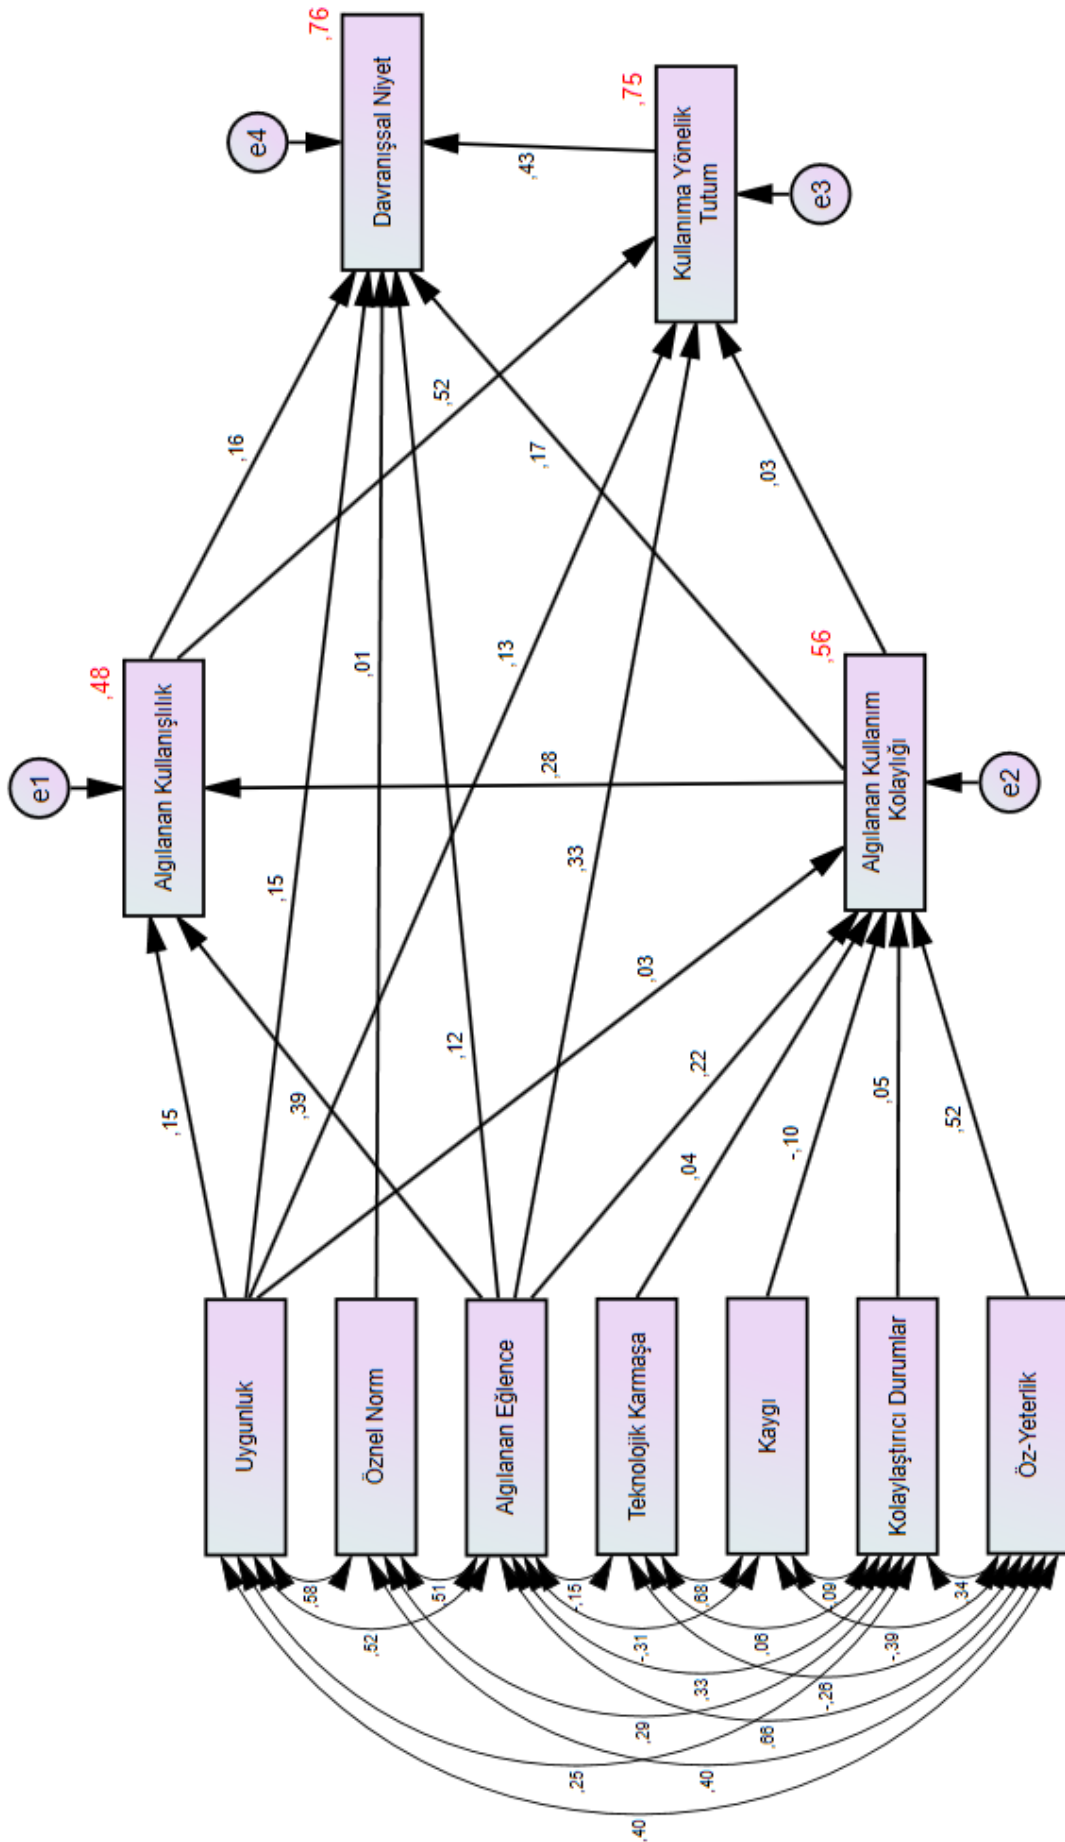 e1
,48
Algılanan Kullanışlılık
e4
,76
Davranışsal Niyet
,75
Kullanıma Yönelik
Tutum
e3
,56
Algılanan Kullanım
Kolaylığı
e2
Uygunluk
Öznel Norm
Algılanan Eğlence
Teknolojik Karmaşa
Kaygı
Kolaylaştırıcı Durumlar
Öz-Yeterlik
,15
,39
,15
,16
,52
,01
,13
,12
,33
,28
,17
,43
,03
,03
,22
,04
-,10
,05
,52
,58
,51
,52
-,15
-,31
,68
,33
,06
-,09
-,39
,34
-,26
,29
,66
,25
,40
,40